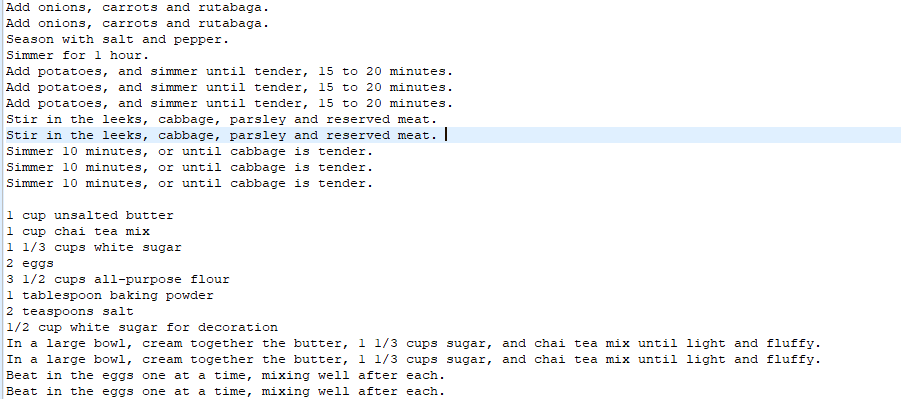 Add onions, carrots and rutabaga.
Add onions, carrots and rutabaga.
Season with salt and pepper.
Simmer for 1 hour.
Add potatoes, and simmer until tender, 15 to 20 minutes.
Add potatoes, and simmer until tender, 15 to 20 minutes.
Add potatoes, and simmer until tender, 15 to 20 minutes.
Stir in the leeks, cabbage, parsley and reserved meat.
Stir in the leeks, cabbage, parsley and reserved meat.
Simmer 10 minutes, or until cabbage is tender.
Simmer 10 minutes, or until cabbage is tender.
Simmer 10 minutes, or until cabbage is tender.

1 cup unsalted butter
1 cup chai tea mix
1 1/3 cups white sugar
2 eggs
3 1/2 cups all-purpose flour
1 tablespoon baking powder
2 teaspoons salt
1/2 cup white sugar for decoration
In a large bowl, cream together the butter, 1 1/3 cups sugar, and chai tea mix until light and fluffy.
In a large bowl, cream together the butter, 1 1/3 cups sugar, and chai tea mix until light and fluffy.
Beat in the eggs one at a time, mixing well after each.
Beat in the eggs one at a time, mixing well after each.